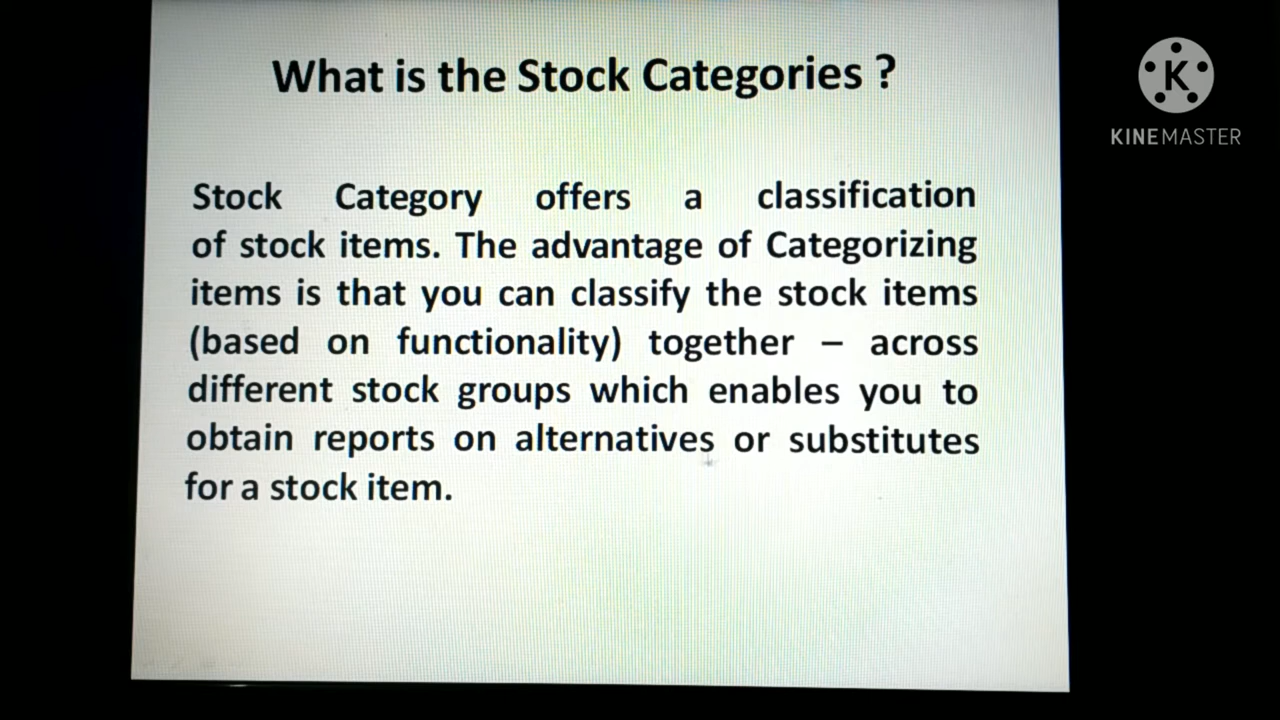 What is the Stock Categories ?
Stock Category offers a classification
of stock items. The advantage of Categorizing
items is that you can classify the stock items
(based on functionality) together – across
different stock groups which enables you to
obtain reports on alternatives or substitutes
for a stock item.
K
KINEMASTER